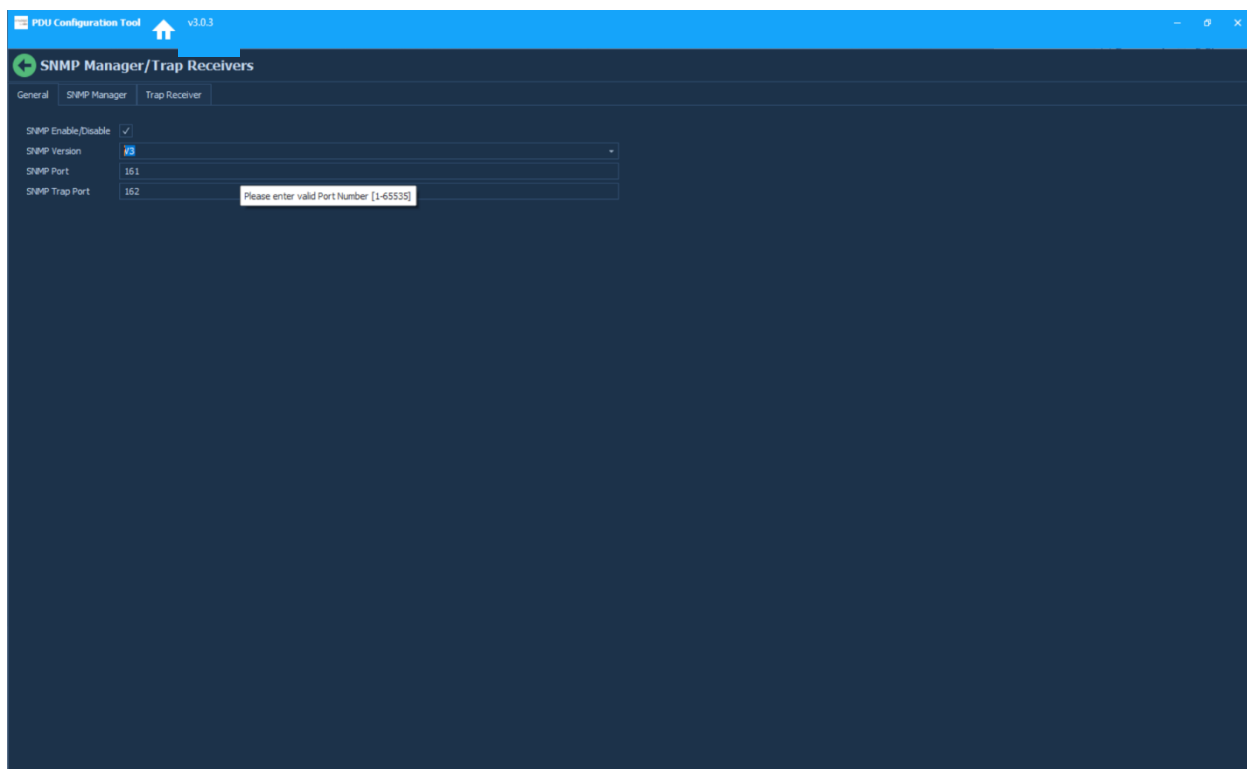 PDU Configuration Tool v3.0.3
SNMP Manager/Trap Receivers
General SNMP Manager Trap Receiver
SNMP Enable/Disable
SNMP Version V3
SNMP Port 161
SNMP Trap Port 162
Please enter valid Port Number [1-65535]